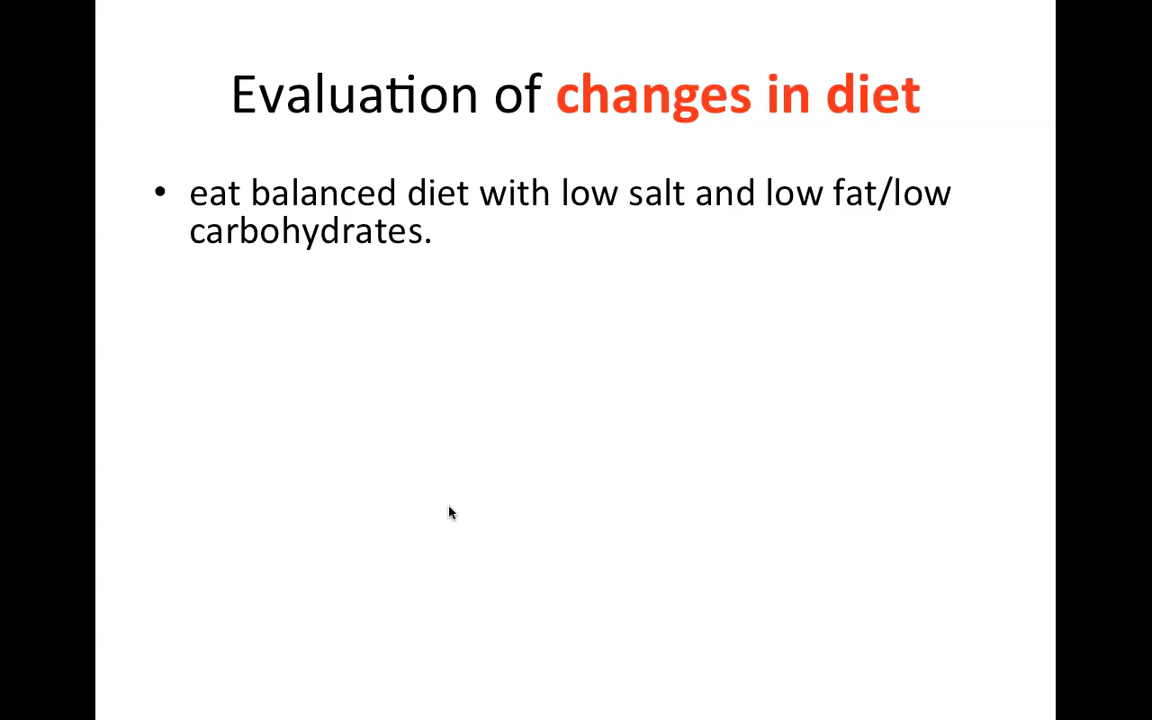 Evaluation of changes in diet
• eat balanced diet with low salt and low fat/low
carbohydrates.